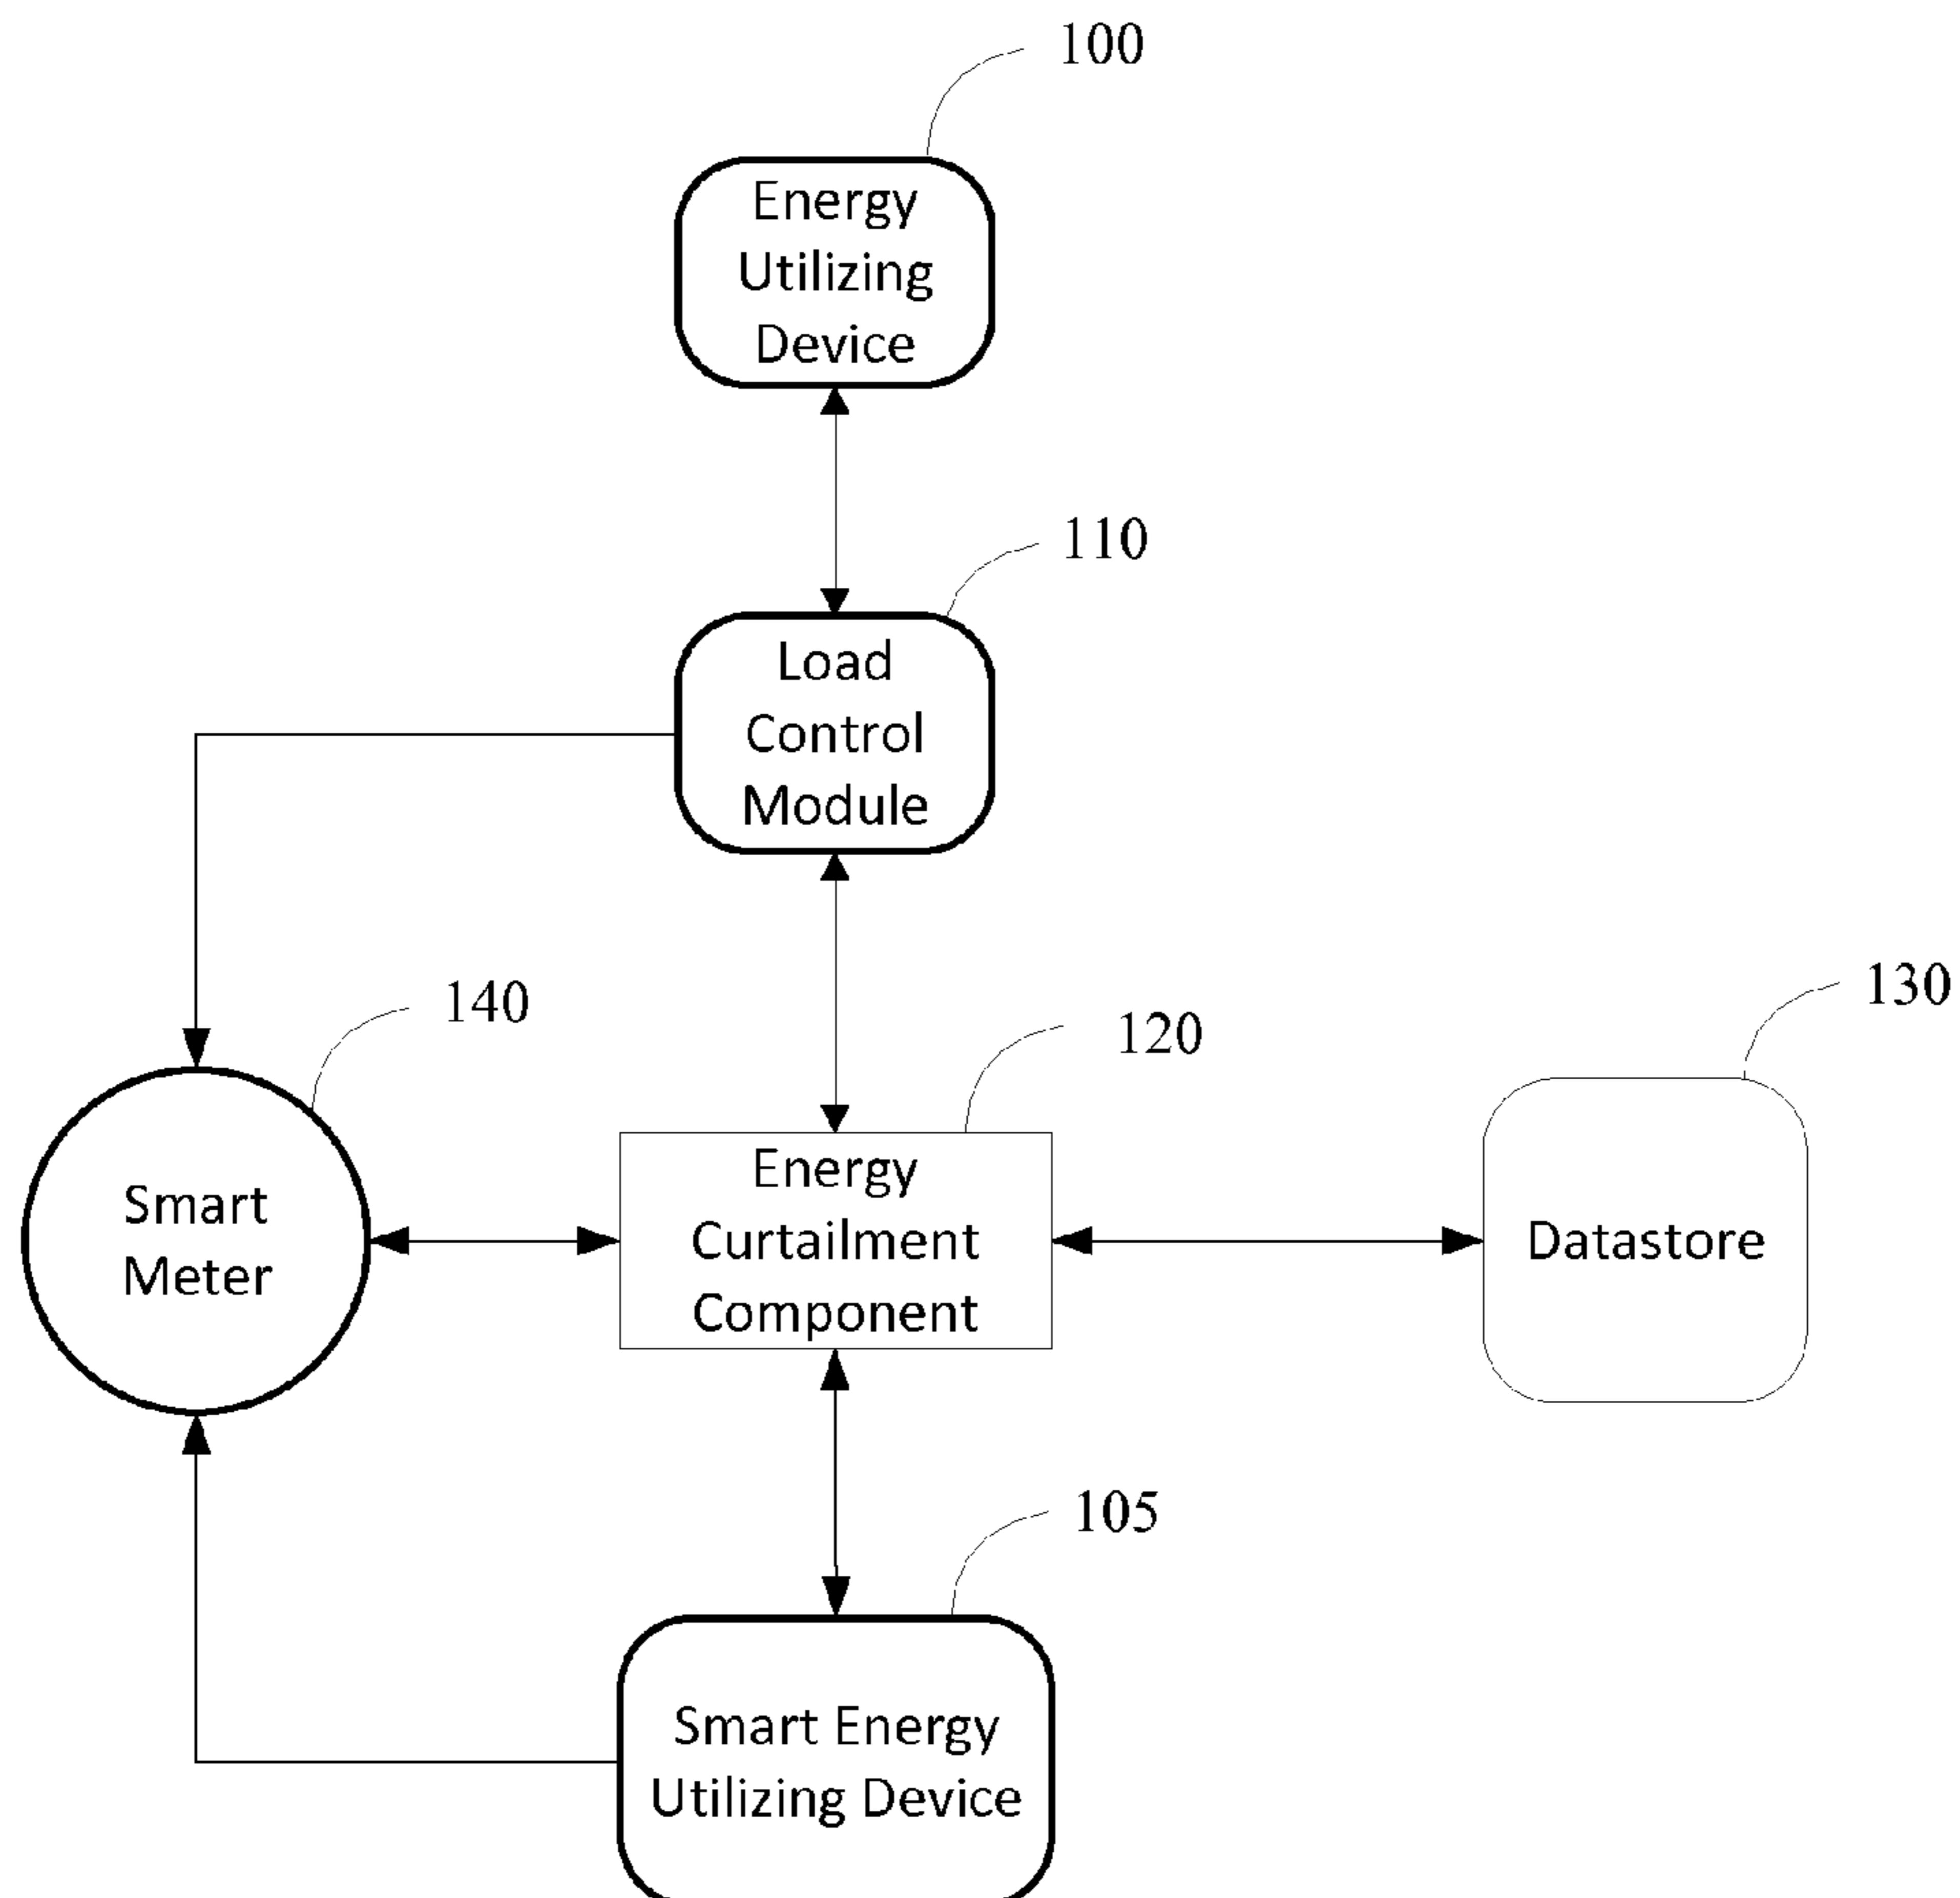 100
Energy
Utilizing
Device
110
Load
Control
Module
140
120
130
Smart
Meter
Energy
Curtailment
Component
Datastore
105
Smart Energy
Utilizing Device